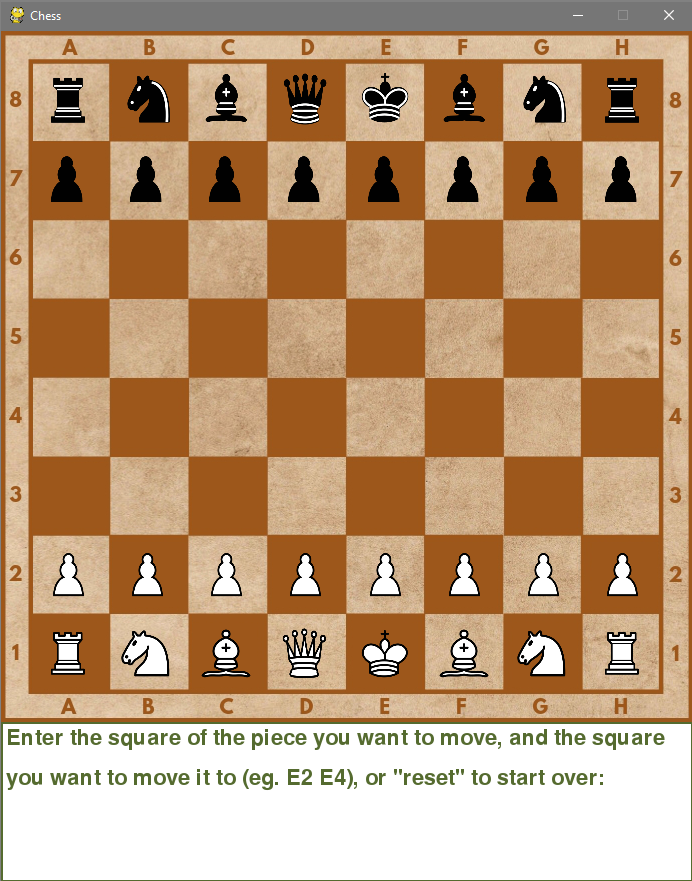 Chess
A B C D E F G H
8 8
7 7
6 6
5 5
4 4
3 3
2 2
1 1
A B C D E F G H
Enter the square of the piece you want to move, and the square
you want to move it to (eg. E2 E4), or "reset" to start over: